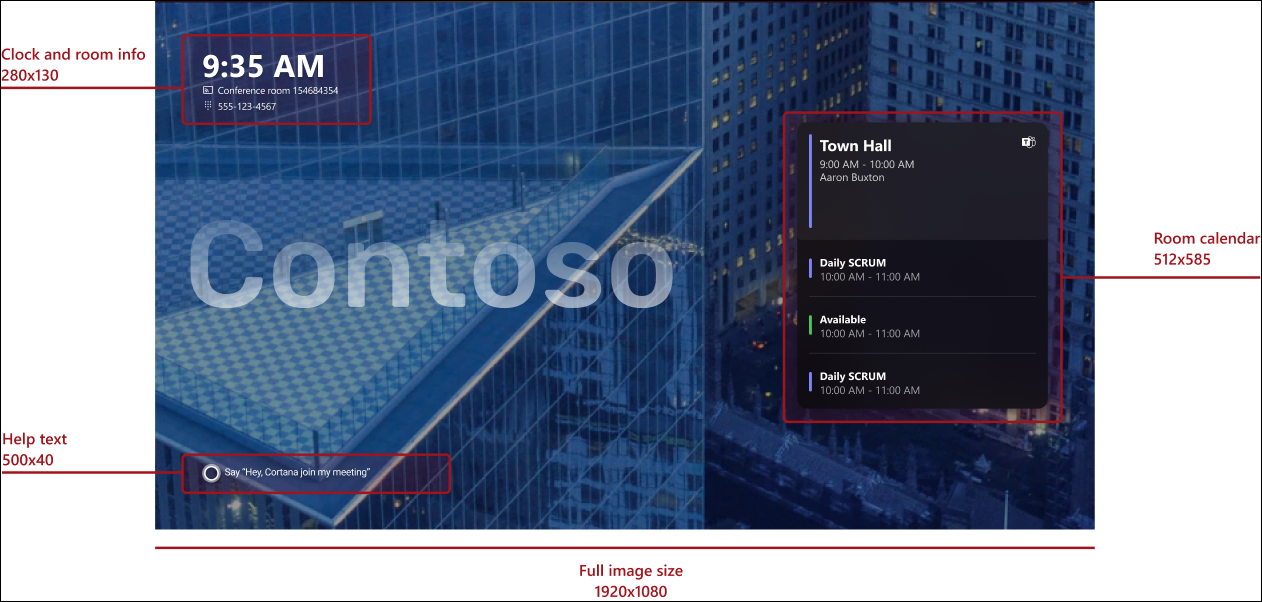 Clock and room info
280x130
9:35 AM
Conference room 154684354
555-123-4567
Town Hall
9:00 AM - 10:00 AM
Aaron Buxton
Contoso
Room calendar
512x585
Daily SCRUM
10:00 AM - 11:00 AM
Available
10:00 AM - 11:00 AM
Daily SCRUM
10:00 AM - 11:00 AM
Help text
500x40
Say "Hey, Cortana join my meeting"
Full image size
1920x1080